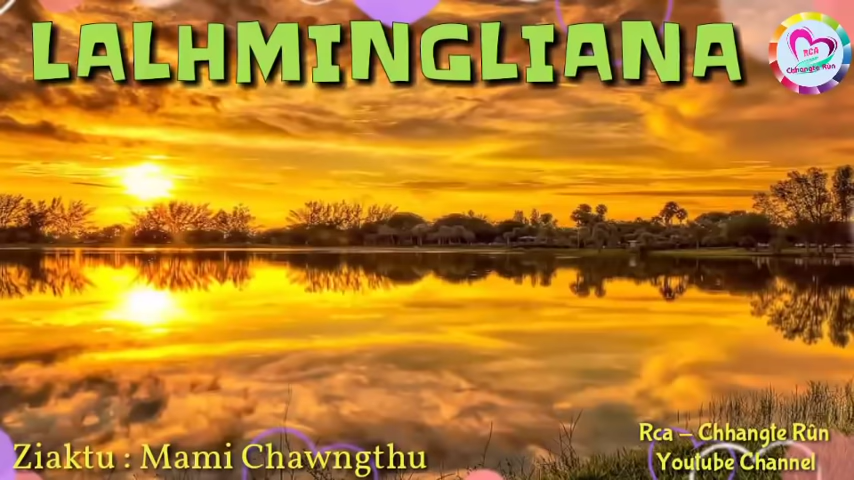 LALHMINGLIANA
RCA
Chhangte Rûn
Ziaktu : Mami Chawngthu
Rca – Chhangte Rûn
Youtube Channel